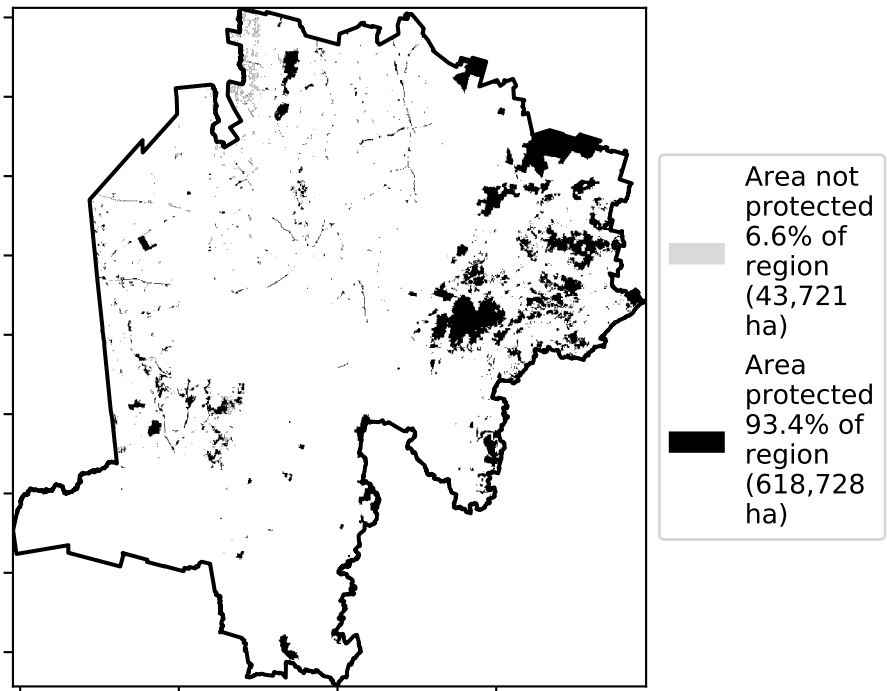 Area not
protected
6.6% of
region
(43,721
ha)
Area
protected
93.4% of
region
(618,728
ha)